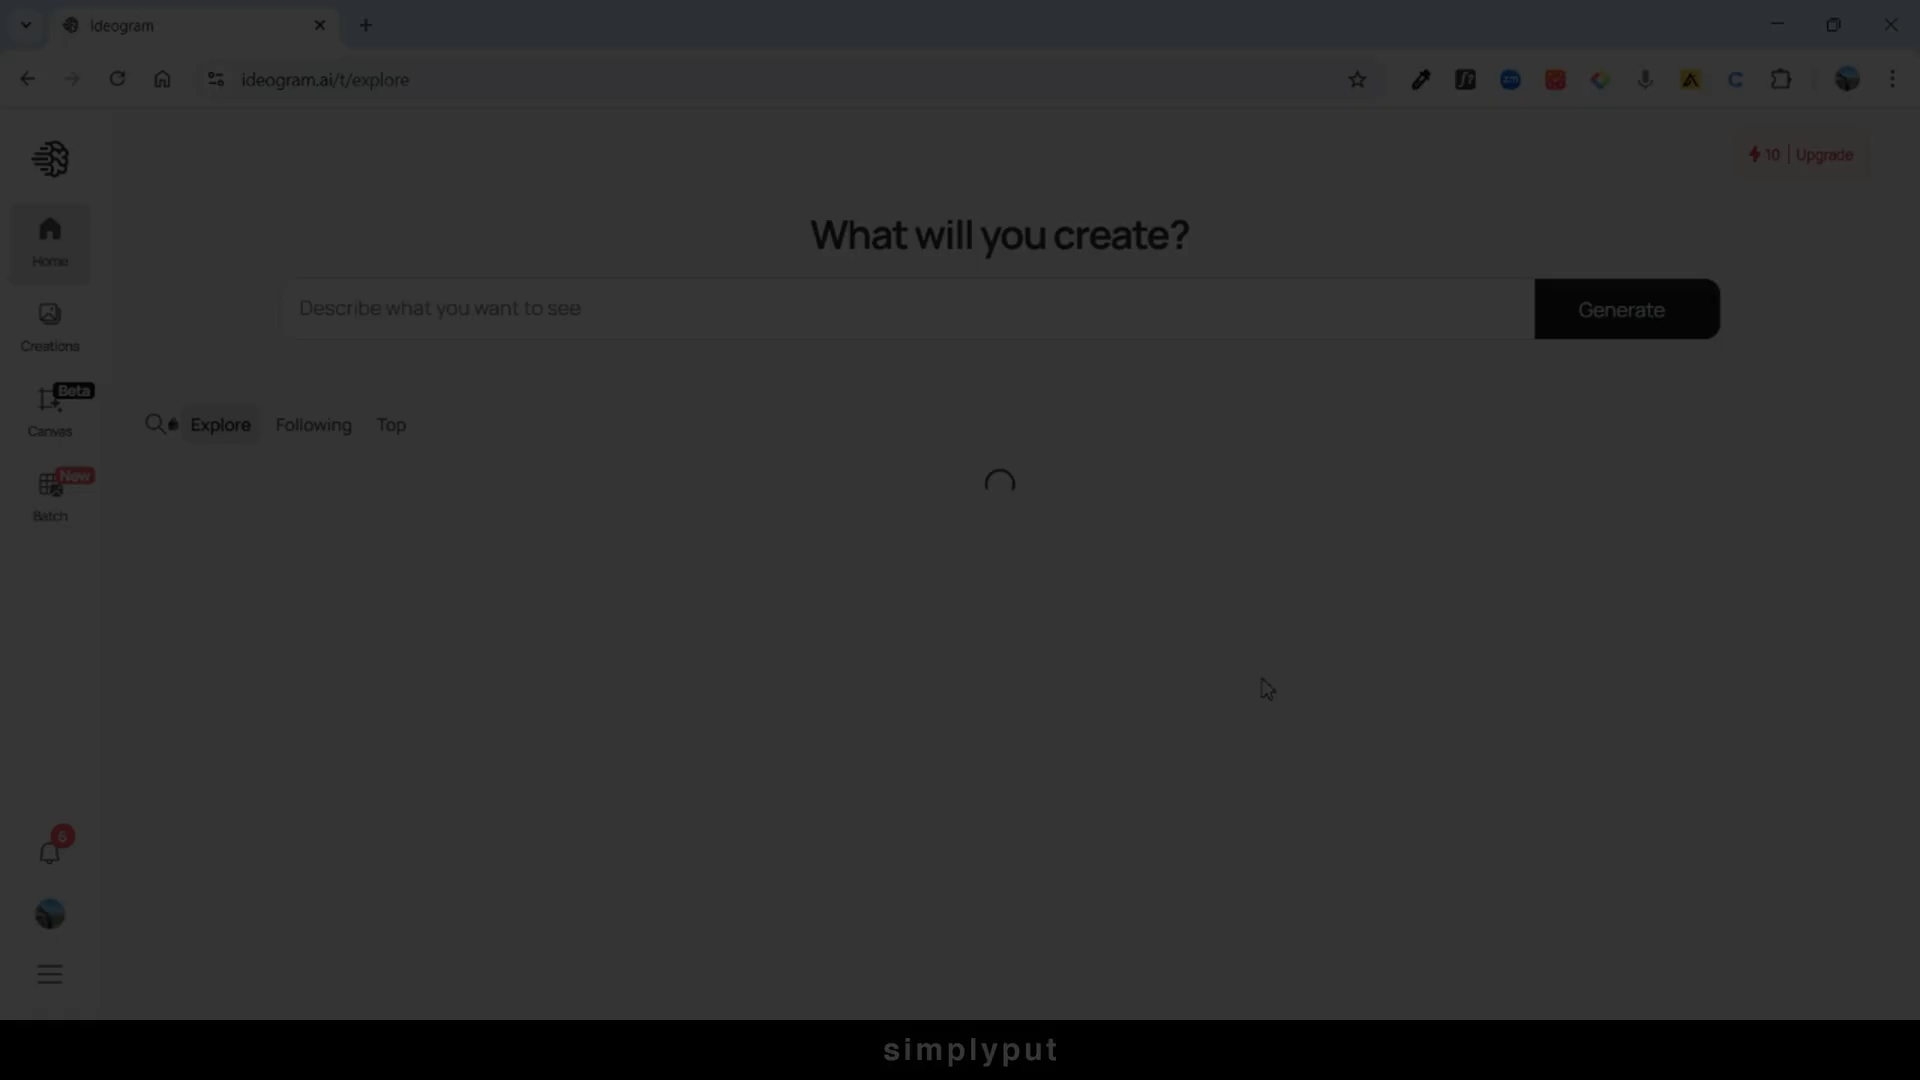 Ideogram
ideogram.ai/t/explore
10 | Upgrade
What will you create?
Home
Describe what you want to see
Generate
Creations
Beta
Canvas
Explore Following Top
New
Batch
6
simplyput